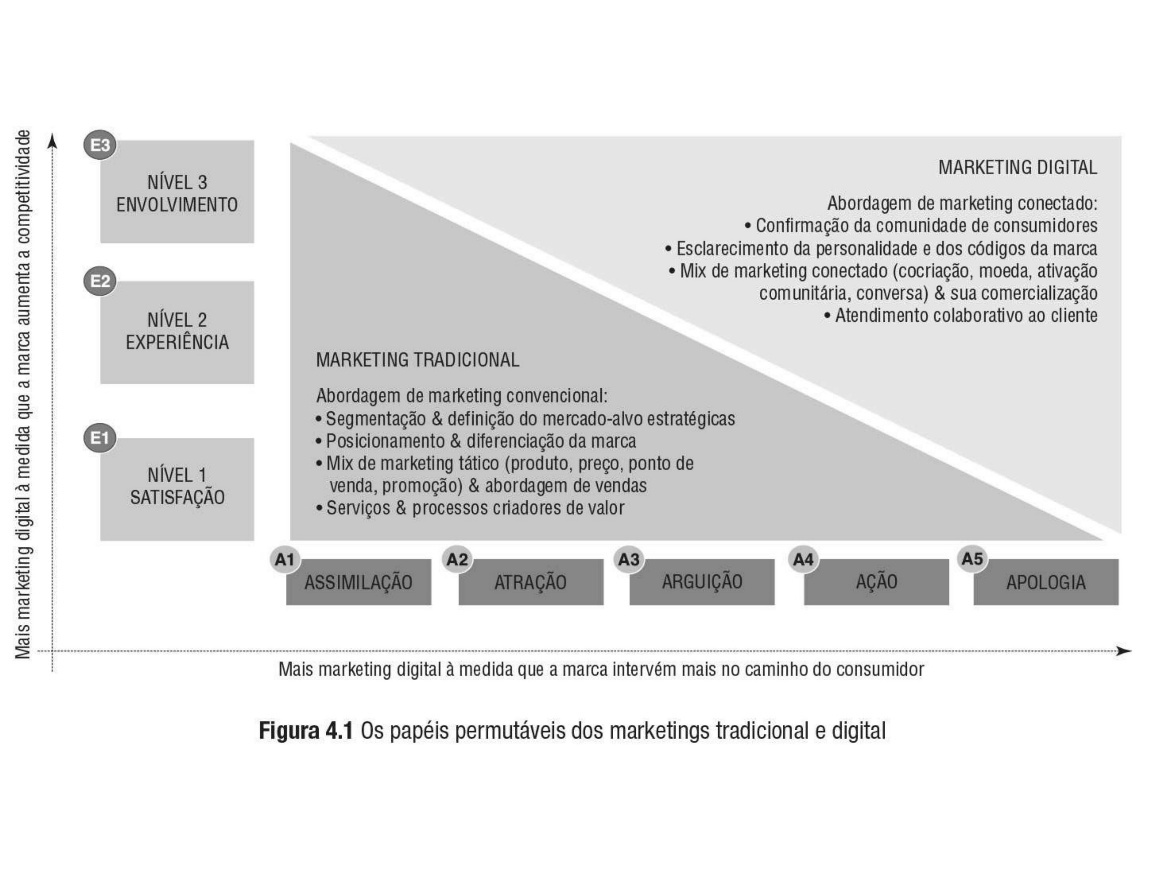 Mais marketing digital à medida que a marca aumenta a competitividade
E3
NÍVEL 3
ENVOLVIMENTO
E2
NÍVEL 2
EXPERIÊNCIA
E1
NÍVEL 1
SATISFAÇÃO
MARKETING DIGITAL
Abordagem de marketing conectado:
• Confirmação da comunidade de consumidores
• Esclarecimento da personalidade e dos códigos da marca
• Mix de marketing conectado (cocriação, moeda, ativação
comunitária, conversa) & sua comercialização
• Atendimento colaborativo ao cliente
MARKETING TRADICIONAL
Abordagem de marketing convencional:
• Segmentação & definição do mercado-alvo estratégicas
• Posicionamento & diferenciação da marca
• Mix de marketing tático (produto, preço, ponto de
venda, promoção) & abordagem de vendas
• Serviços & processos criadores de valor
A1
ASSIMILAÇÃO
A2
ATRAÇÃO
A3
ARGUIÇÃO
A4
AÇÃO
A5
APOLOGIA
Mais marketing digital à medida que a marca intervém mais no caminho do consumidor
Figura 4.1 Os papéis permutáveis dos marketings tradicional e digital